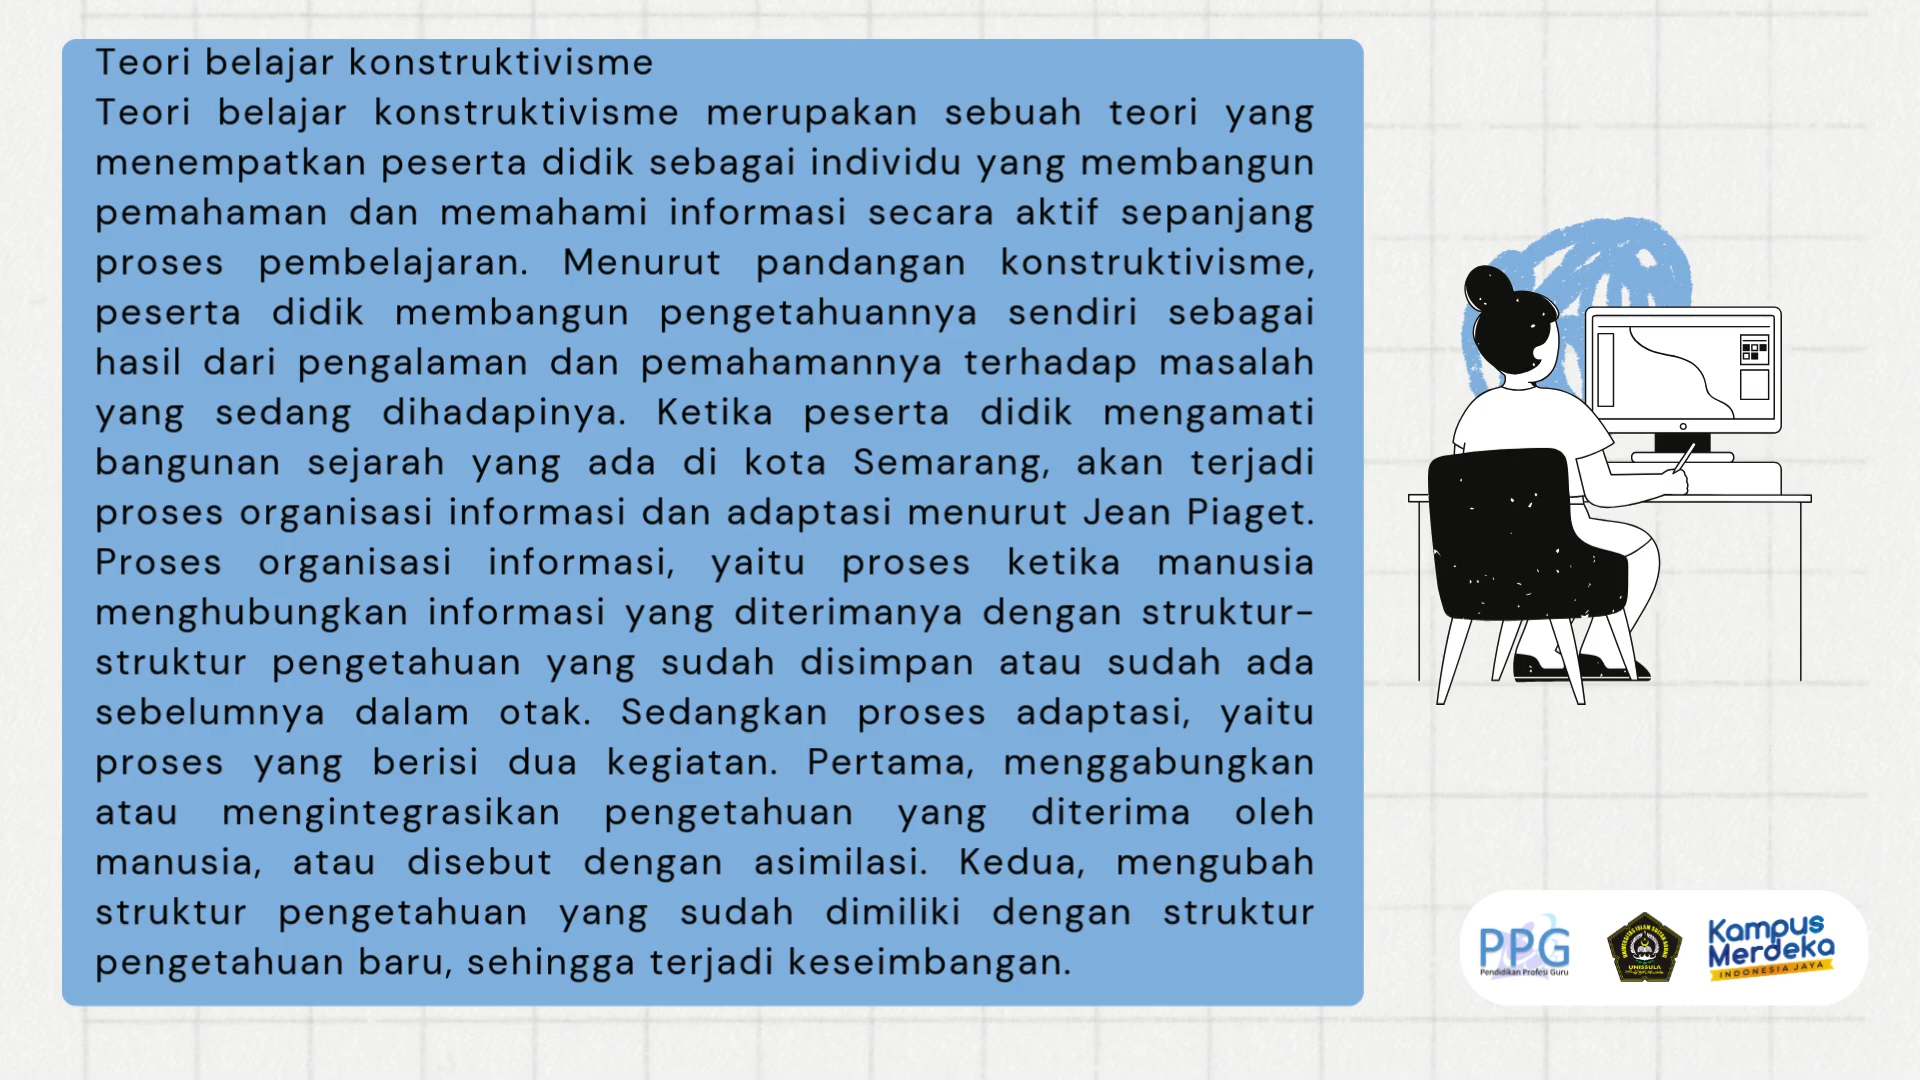 Teori belajar konstruktivisme
Teori belajar konstruktivisme merupakan sebuah teori yang
menempatkan peserta didik sebagai individu yang membangun
pemahaman dan memahami informasi secara aktif sepanjang
proses pembelajaran. Menurut pandangan konstruktivisme,
peserta didik membangun pengetahuannya sendiri sebagai
hasil dari pengalaman dan pemahamannya terhadap masalah
yang sedang dihadapinya. Ketika peserta didik mengamati
bangunan sejarah yang ada di kota Semarang, akan terjadi
proses organisasi informasi dan adaptasi menurut Jean Piaget.
Proses organisasi informasi, yaitu proses ketika manusia
menghubungkan informasi yang diterimanya dengan struktur-
struktur pengetahuan yang sudah disimpan atau sudah ada
sebelumnya dalam otak. Sedangkan proses adaptasi, yaitu
proses yang berisi dua kegiatan. Pertama, menggabungkan
atau mengintegrasikan pengetahuan yang diterima oleh
manusia, atau disebut dengan asimilasi. Kedua, mengubah
struktur pengetahuan yang sudah dimiliki dengan struktur
pengetahuan baru, sehingga terjadi keseimbangan.
PPG
Pendidikan Profesi Guru
UNISSULA
Kampus
Merdeka
INDONESIA JAYA